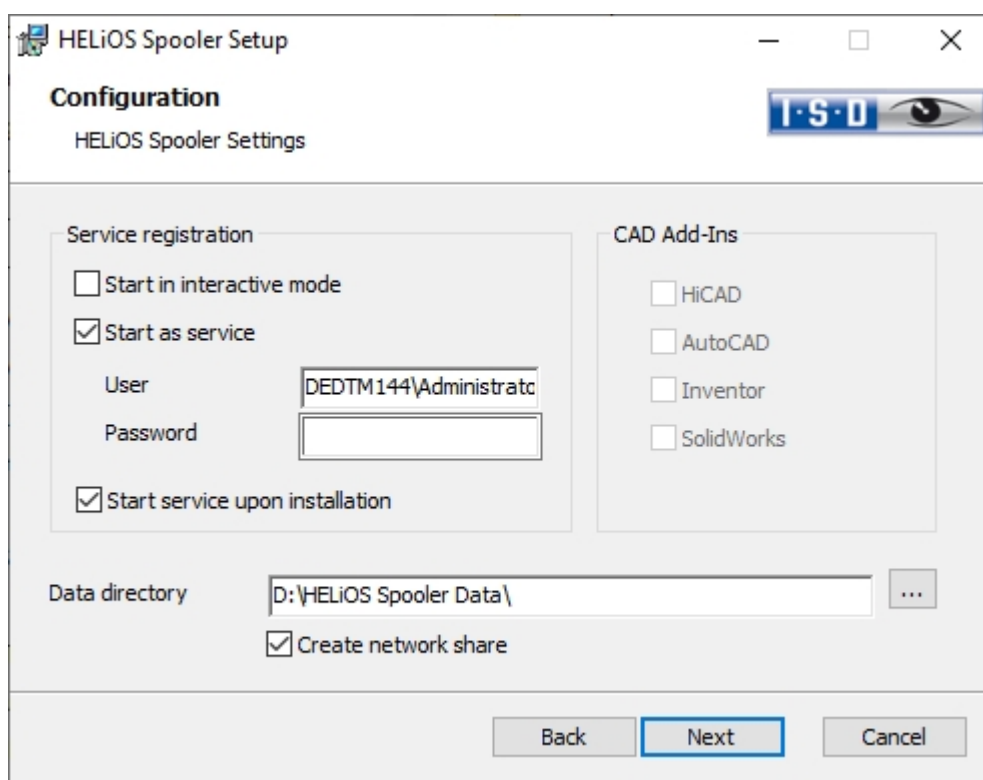 HELiOS Spooler Setup
Configuration
HELiOS Spooler Settings
I·S·D
Service registration
Start in interactive mode
Start as service
User
DEDTM144\Administrato
Password
Start service upon installation
CAD Add-Ins
HiCAD
AutoCAD
Inventor
SolidWorks
Data directory
D:\HELiOS Spooler Data\
...
Create network share
Back
Next
Cancel